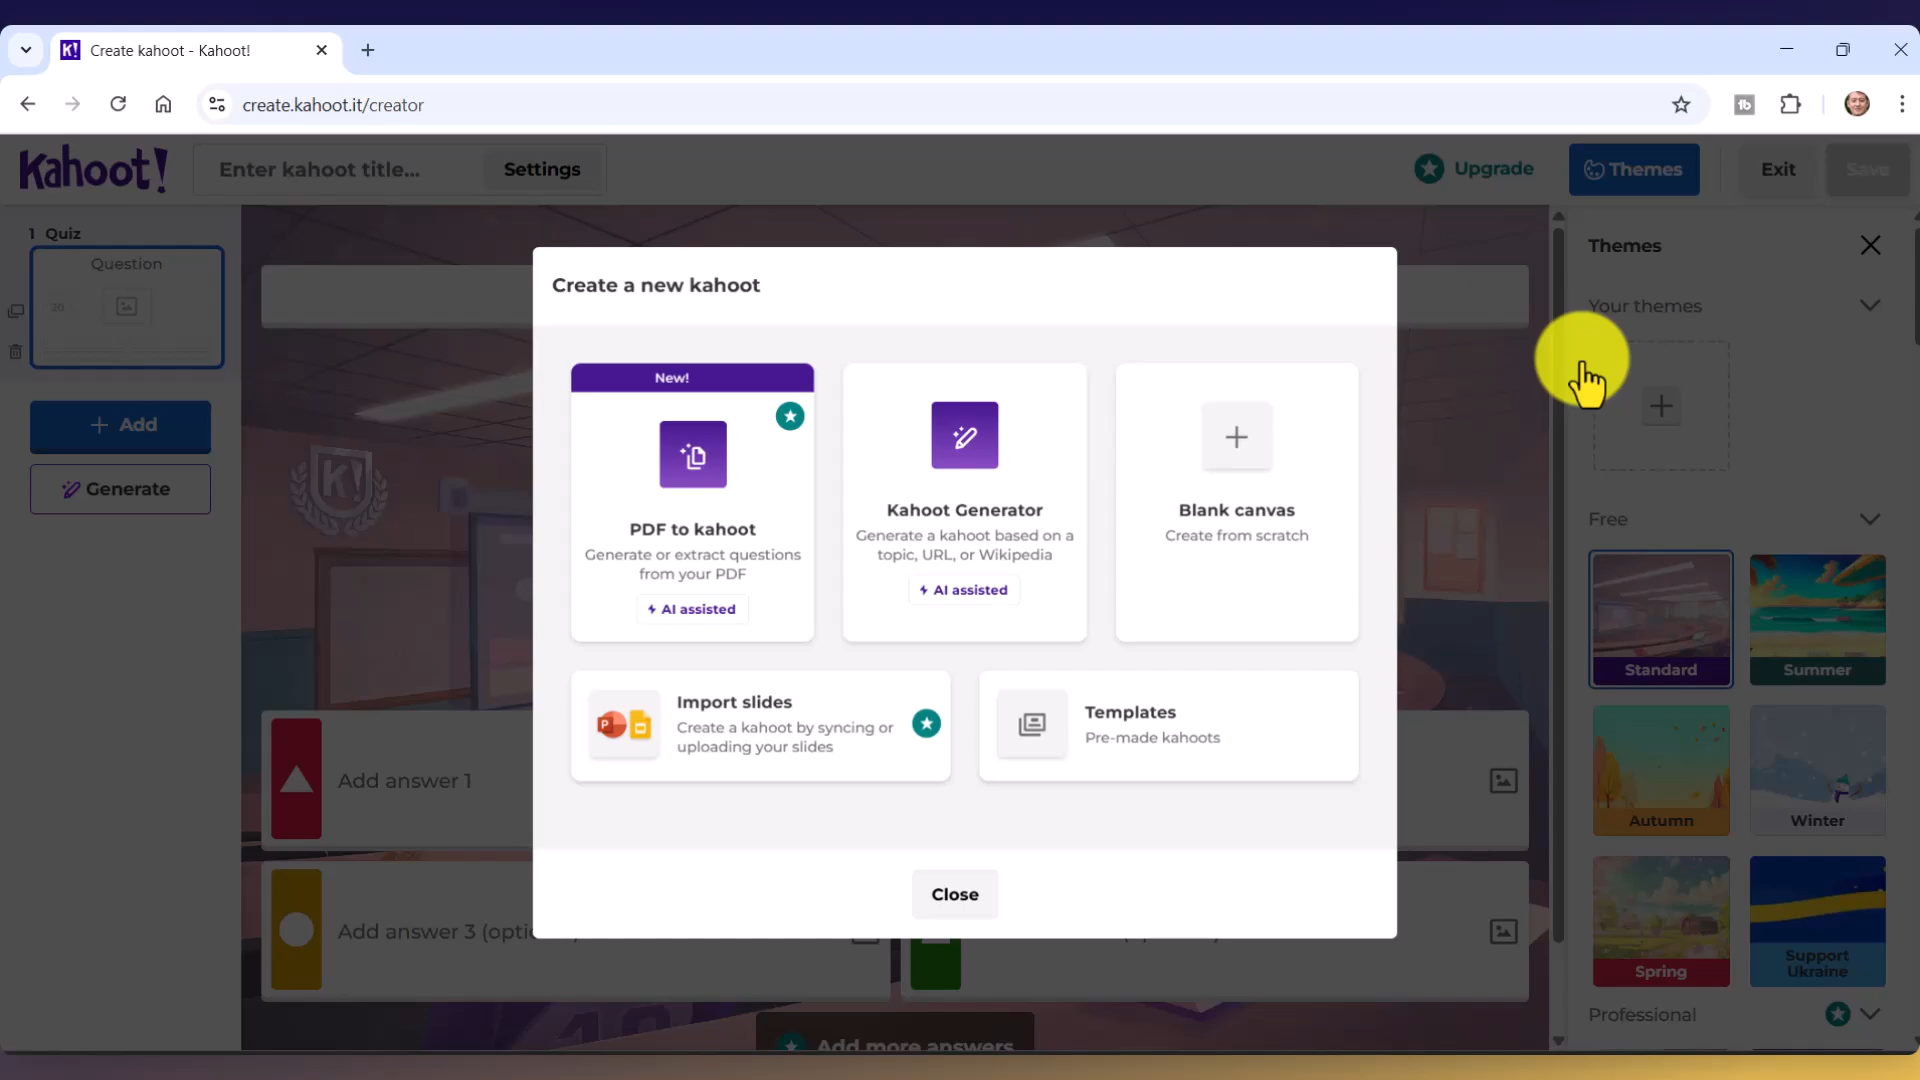 Create kahoot - Kahoot!
create.kahoot.it/creator
Kahoot!
Enter kahoot title...
Settings
Upgrade
Themes
Exit
Save
1 Quiz
Question
20
Add
Generate
Create a new kahoot
New!
PDF to kahoot
Generate or extract questions
from your PDF
AI assisted
Kahoot Generator
Generate a kahoot based on a
topic, URL, or Wikipedia
AI assisted
Blank canvas
Create from scratch
Import slides
Create a kahoot by syncing or
uploading your slides
Templates
Pre-made kahoots
Close
Add answer 1
Add answer 3
Add more answers
Themes
Your themes
Free
Standard
Summer
Autumn
Winter
Spring
Support
Ukraine
Professional